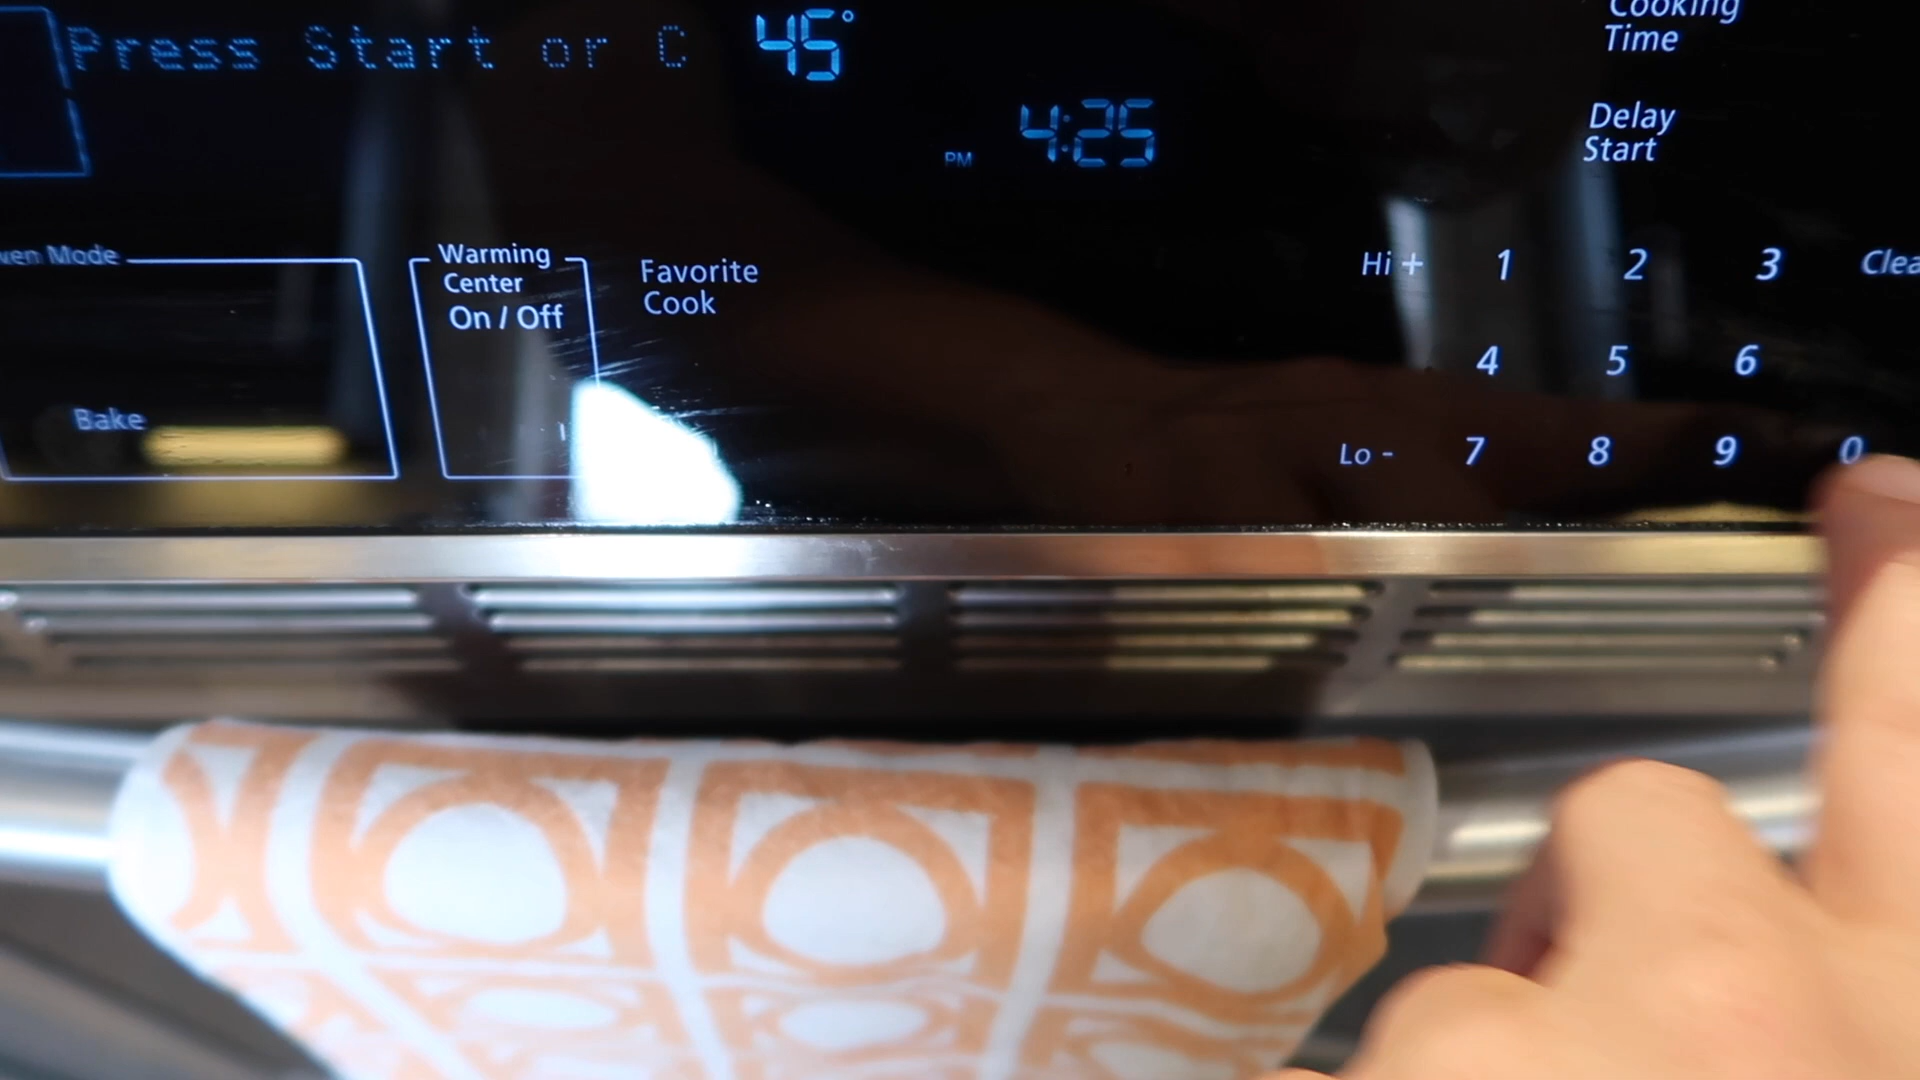 Press Start or C
45°
PM 4:25
Cooking
Time
Delay
Start
ven Mode
Bake
Warming
Center
On / Off
Favorite
Cook
Hi + 1 2 3 Clea
4 5 6
Lo - 7 8 9 0